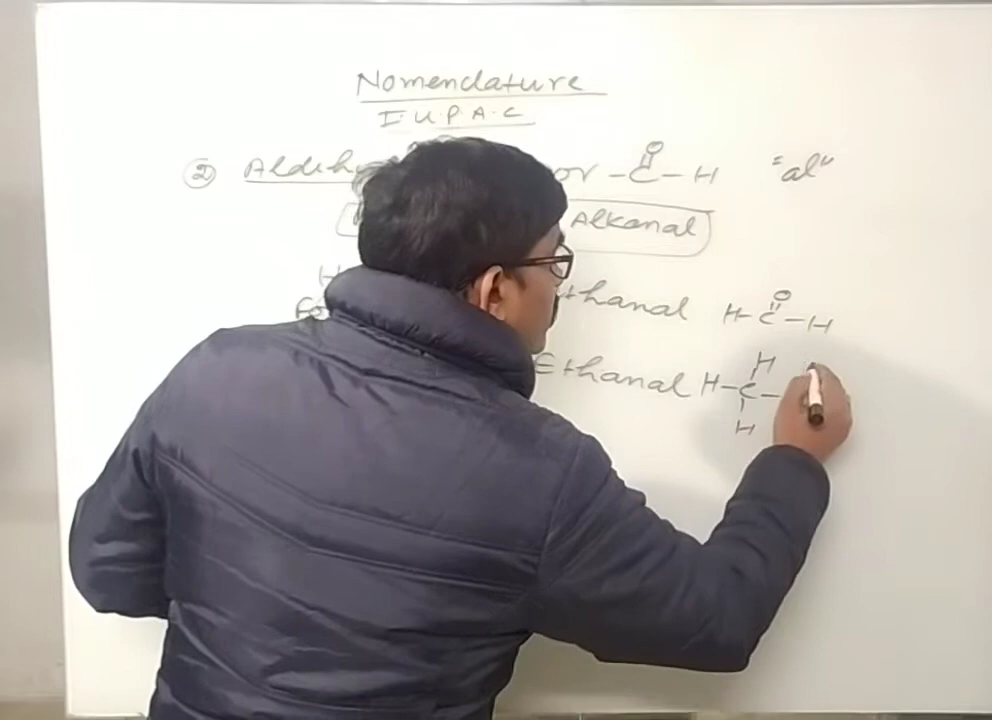 Nomenclature
I.U.P.A.C
② Aldeh or -C-H "al"
O
||
Alkanal
H
thanal H-C-H
O
||
Ethanal H-C-
H
H